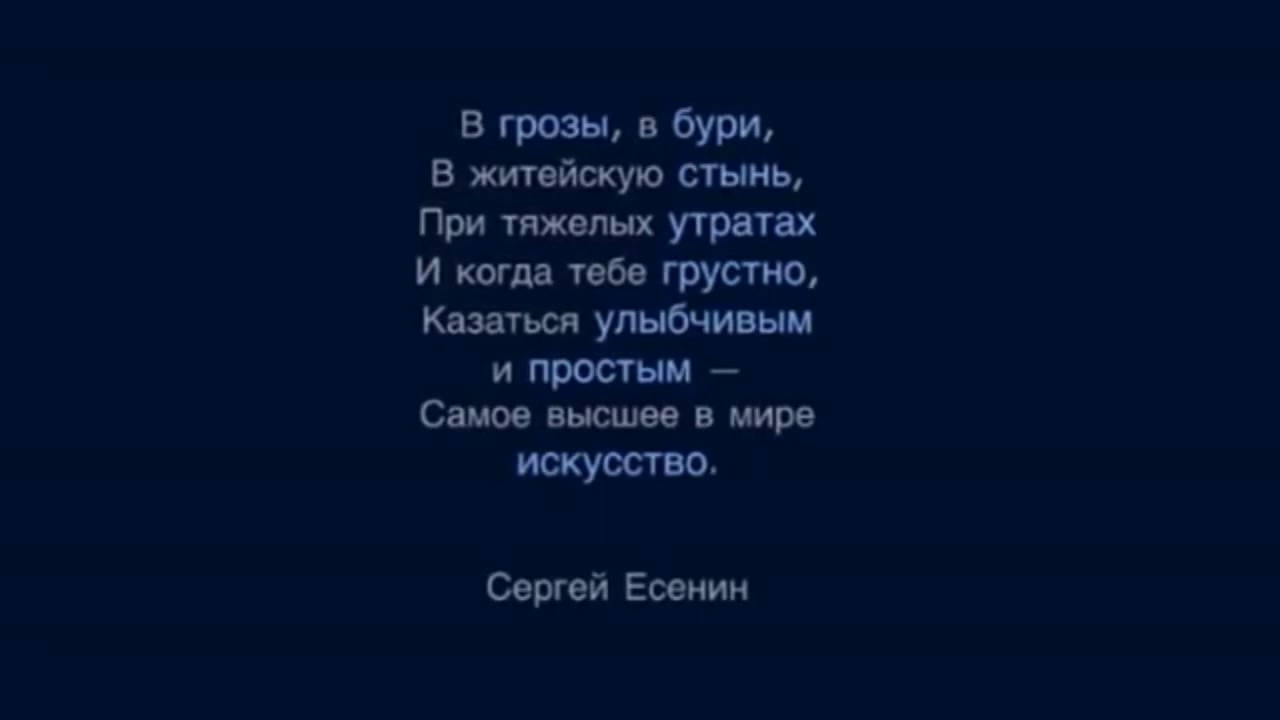 В грозы, в бури,
В житейскую стынь,
При тяжелых утратах
И когда тебе грустно,
Казаться улыбчивым
и простым —
Самое высшее в мире
искусство.
Сергей Есенин